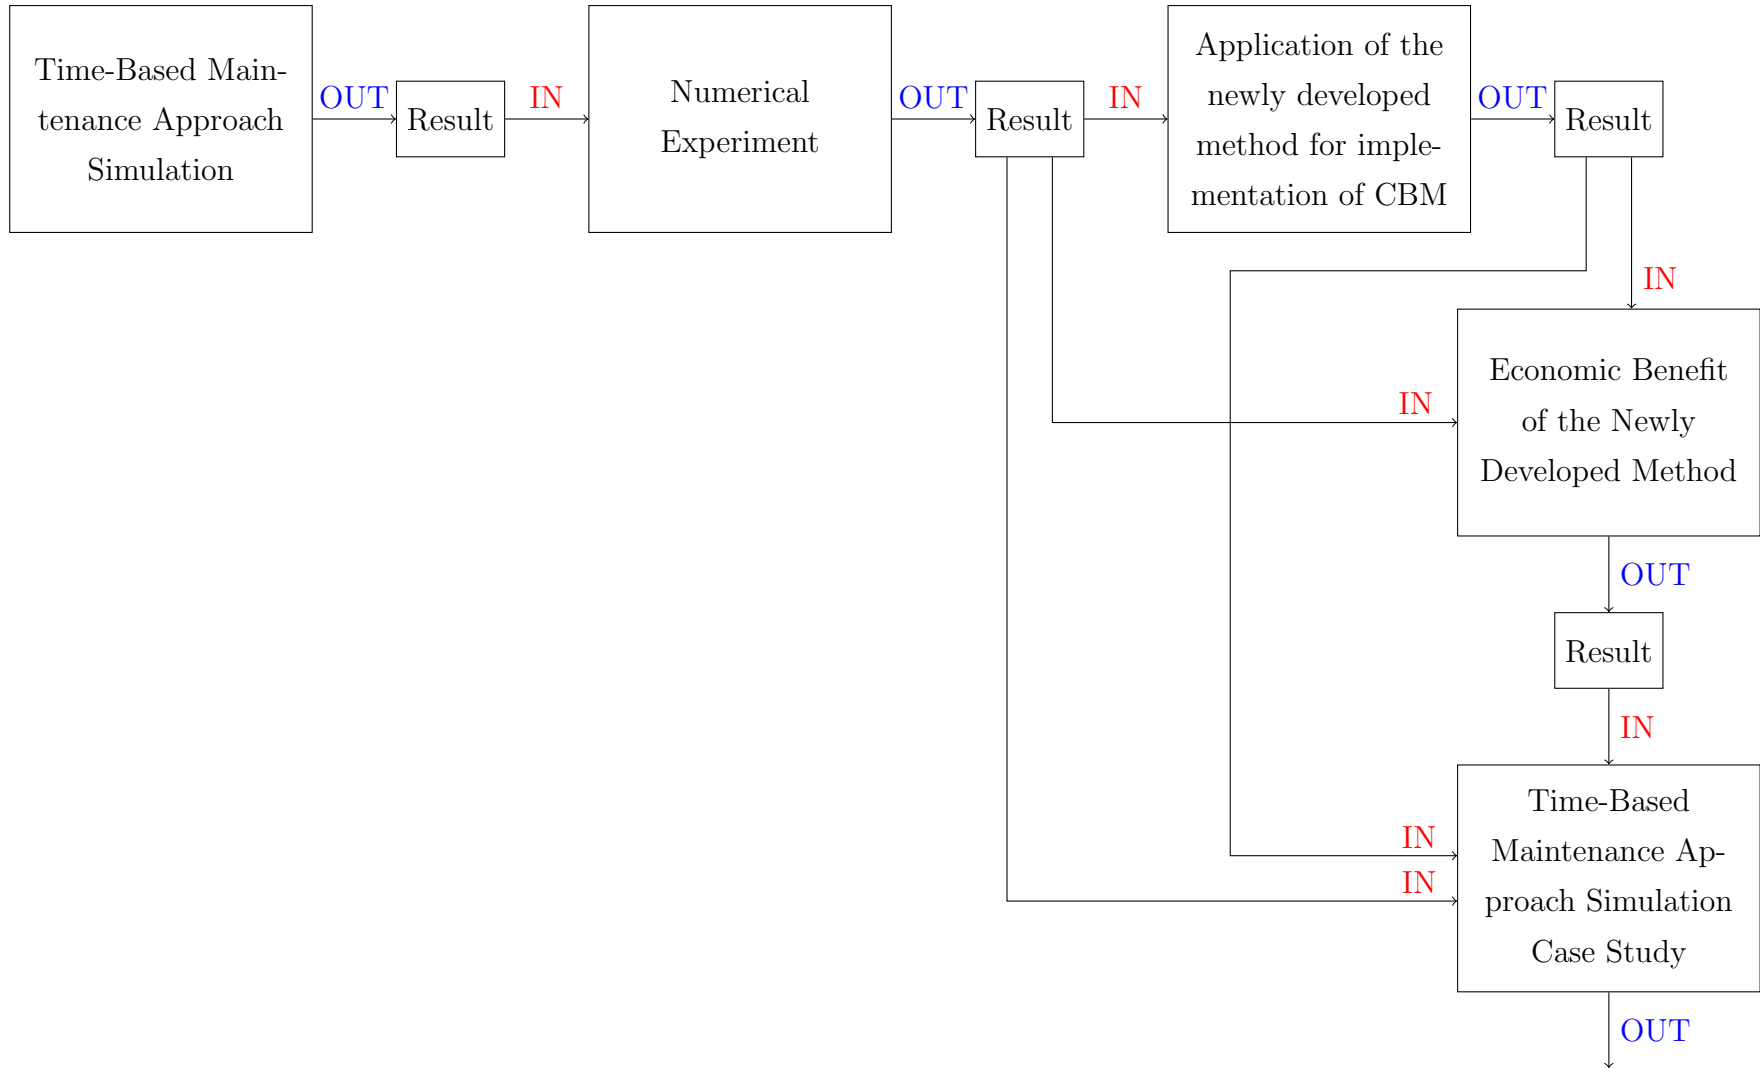 Time-Based Main-
tenance Approach
Simulation
OUT
Result
IN
Numerical
Experiment
OUT
Result
IN
Application of the
newly developed
method for imple-
mentation of CBM
OUT
Result
IN
IN
Economic Benefit
of the Newly
Developed Method
OUT
Result
IN
IN
IN
Time-Based
Maintenance Ap-
proach Simulation
Case Study
OUT